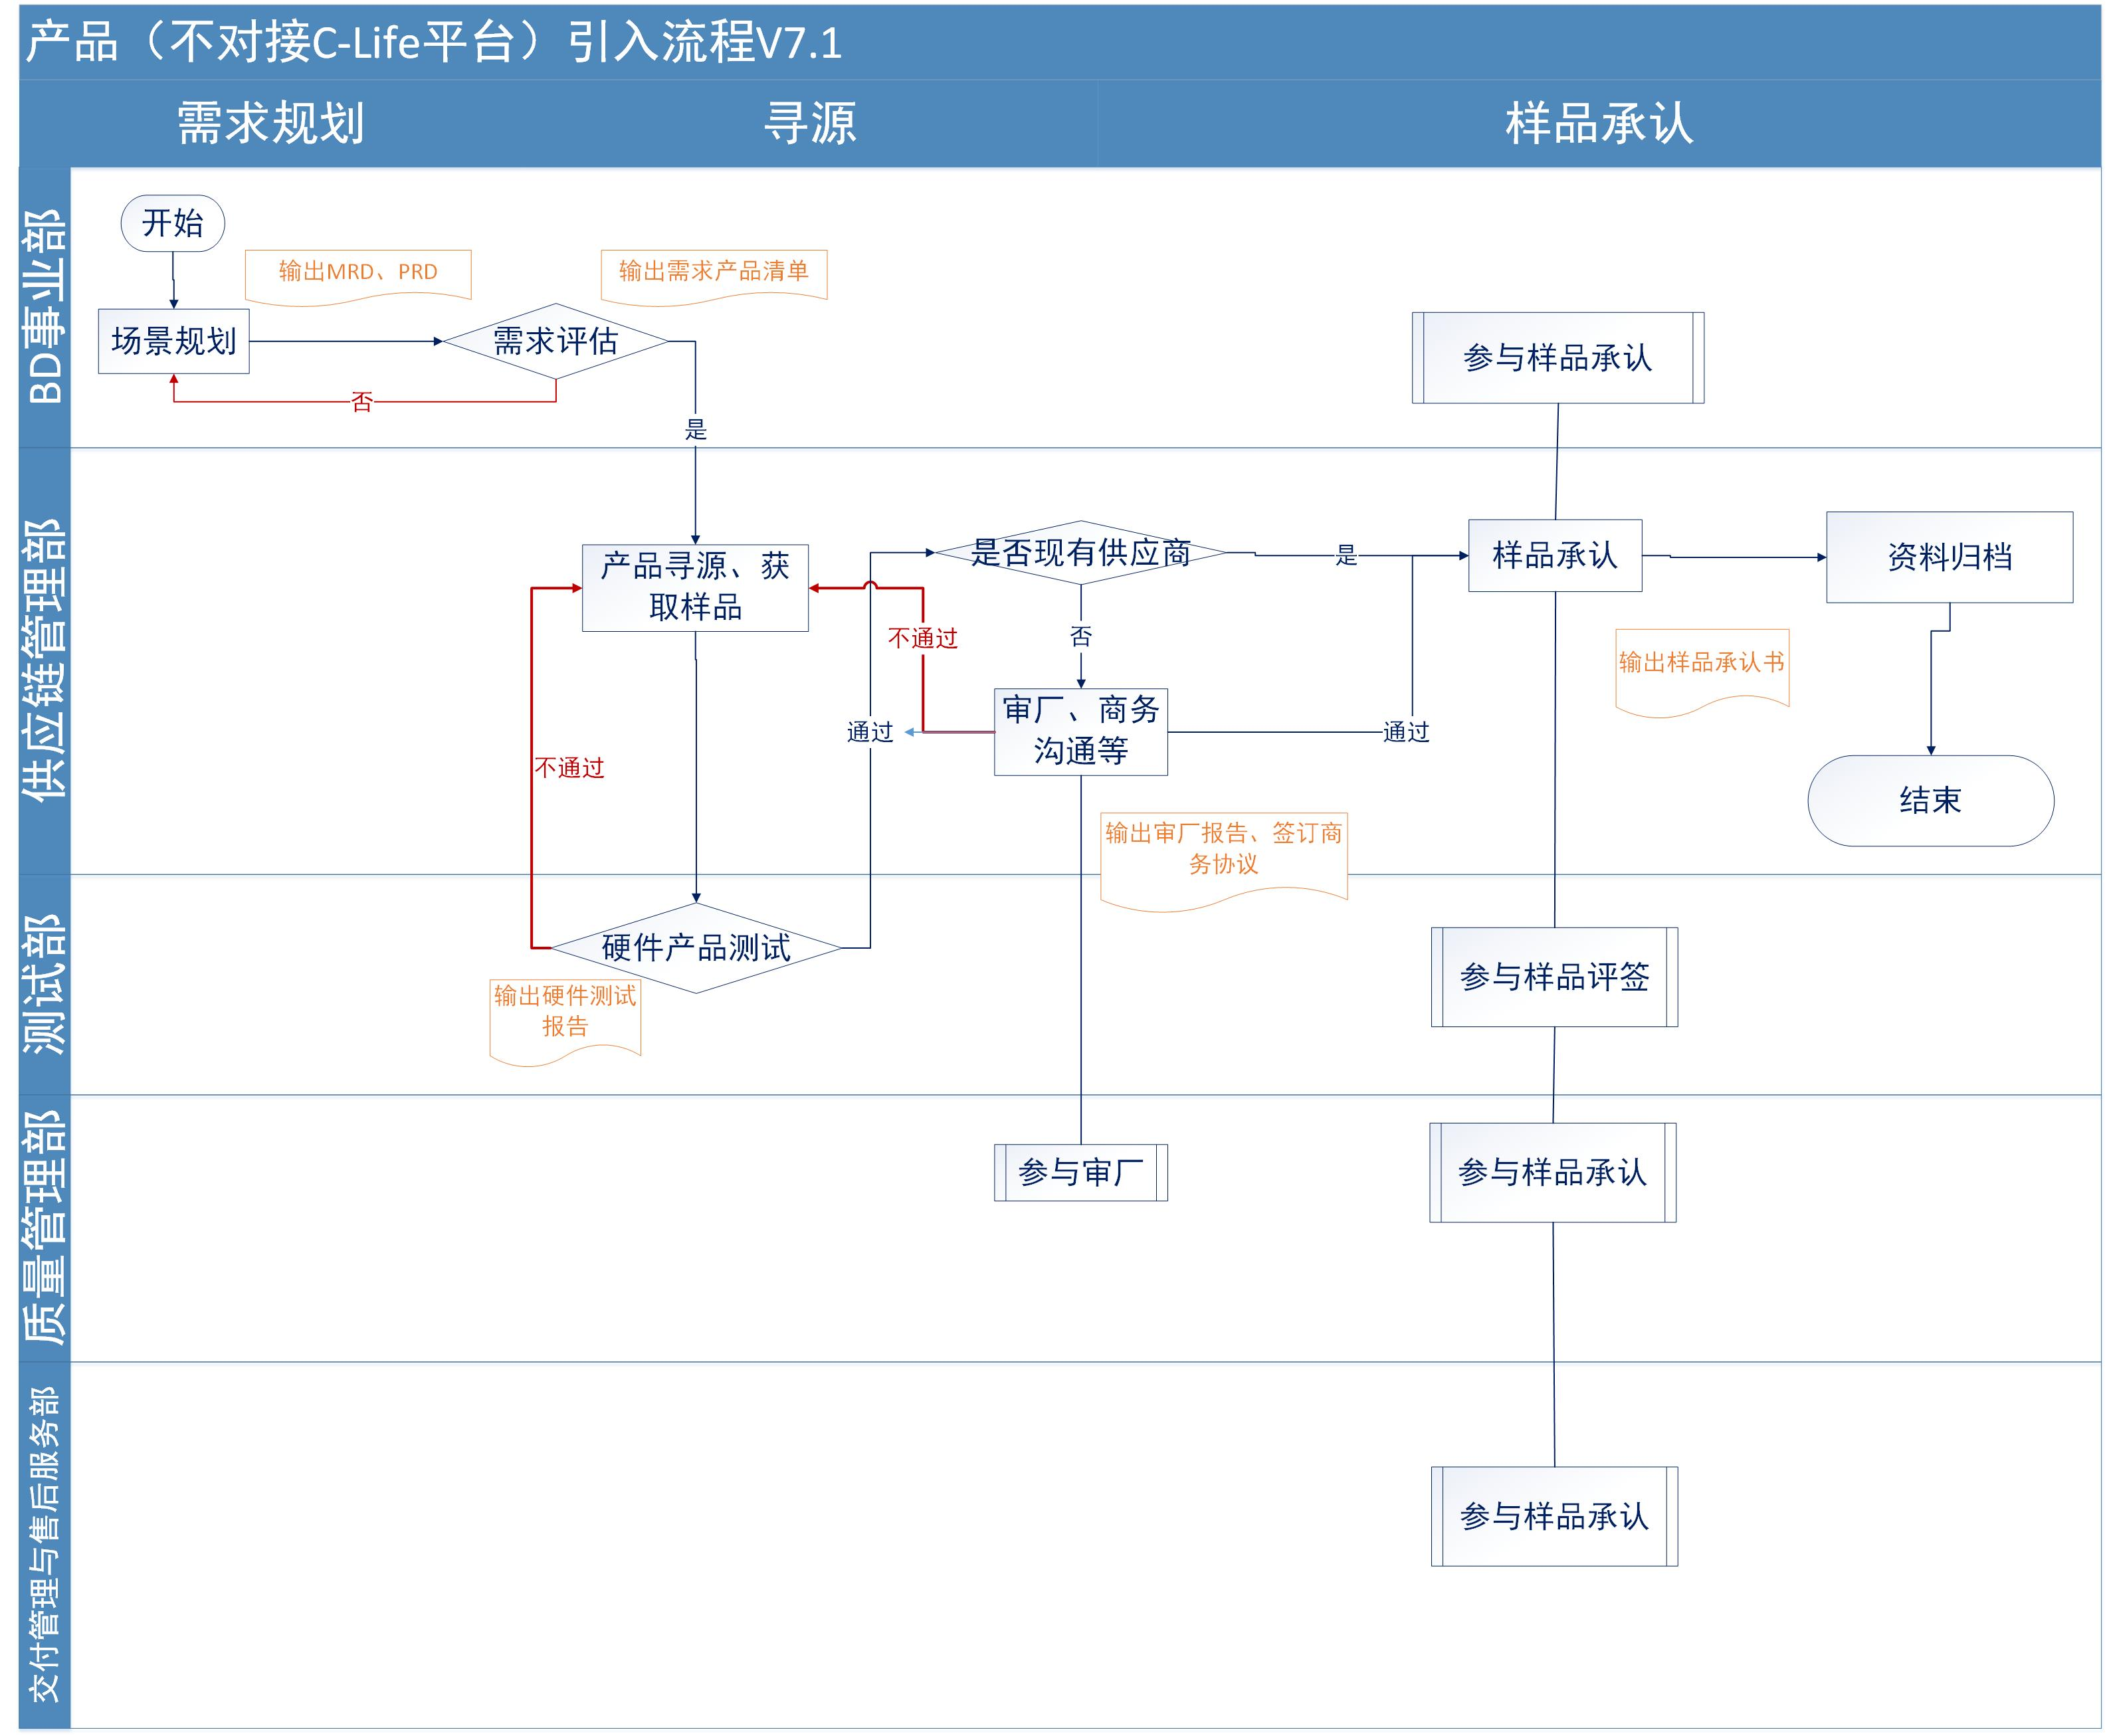 产品（不对接C-Life平台）引入流程V7.1
需求规划
寻源
样品承认
BD事业部
开始
输出MRD、PRD
输出需求产品清单
场景规划
需求评估
否
是
参与样品承认
供应链管理部
产品寻源、获
取样品
是否现有供应商
是
样品承认
资料归档
否
不通过
输出样品承认书
审厂、商务
沟通等
通过
通过
不通过
结束
输出审厂报告、签订商
务协议
测试部
硬件产品测试
输出硬件测试
报告
参与样品评签
质量管理部
参与审厂
参与样品承认
交付管理与售后服务部
参与样品承认